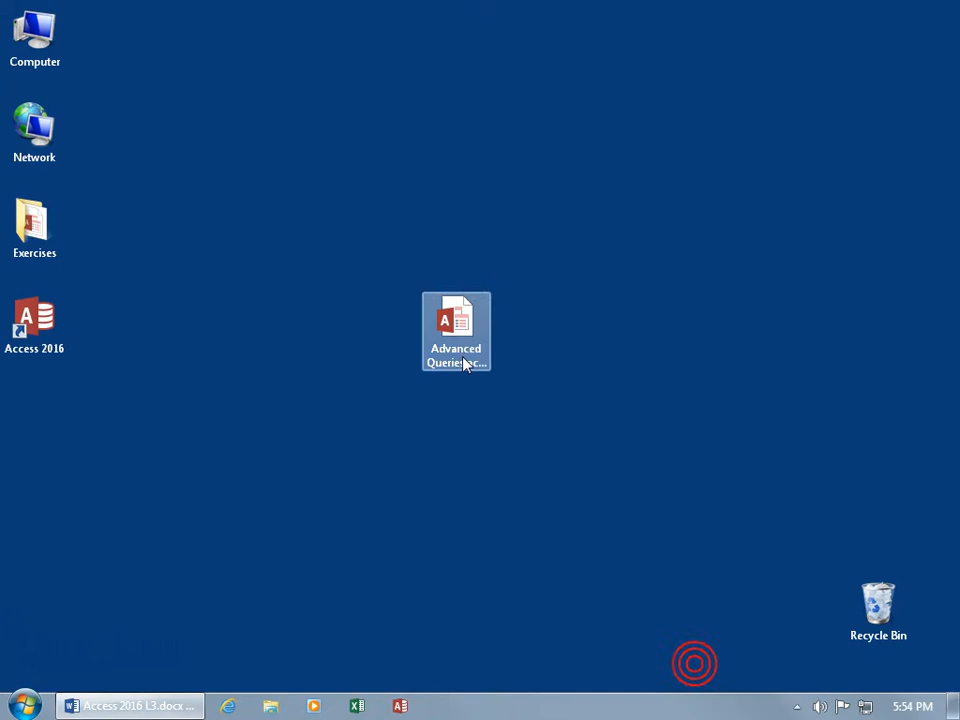 Computer
Network
Exercises
Access 2016
Advanced
Recycle Bin
Access 2016 L3.docx ...
5:54 PM